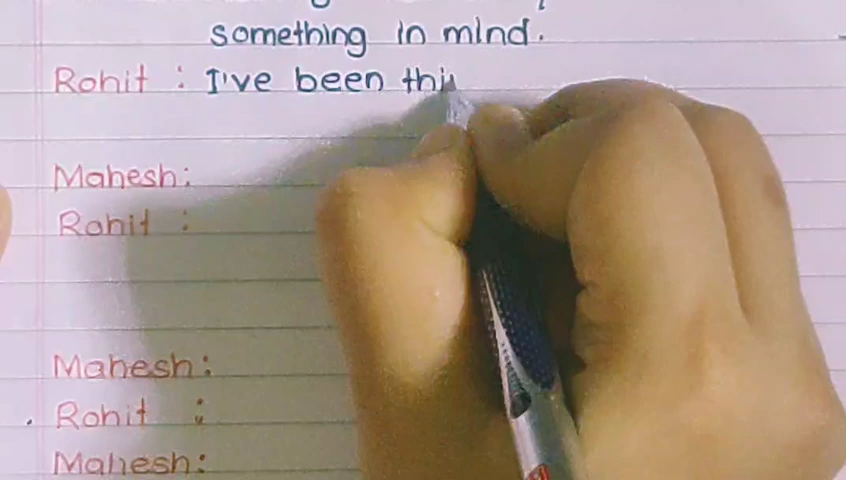 something in mind.
Rohit : I've been thi
Mahesh:
Rohit :
Mahesh:
Rohit :
Mahesh: